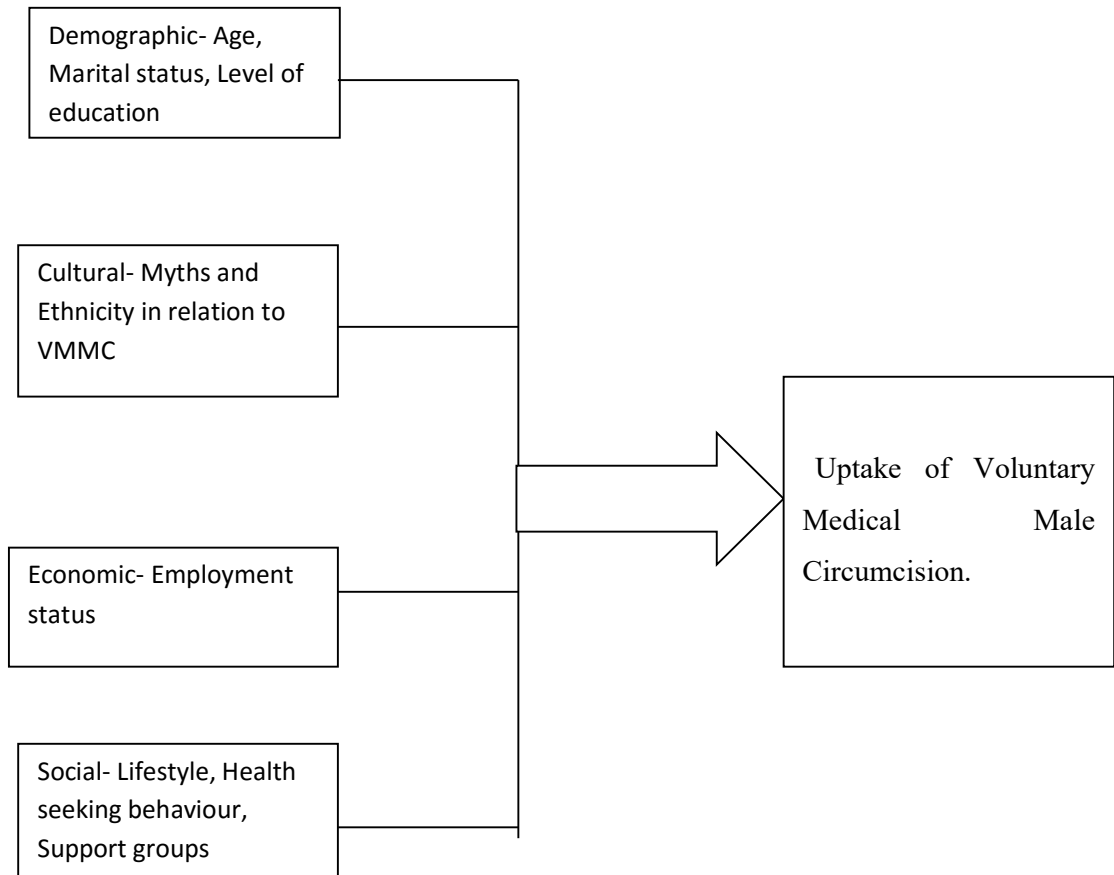 Demographic- Age,
Marital status, Level of
education
Cultural- Myths and
Ethnicity in relation to
VMMC
Economic- Employment
status
Social- Lifestyle, Health
seeking behaviour,
Support groups
Uptake of Voluntary
Medical Male
Circumcision.